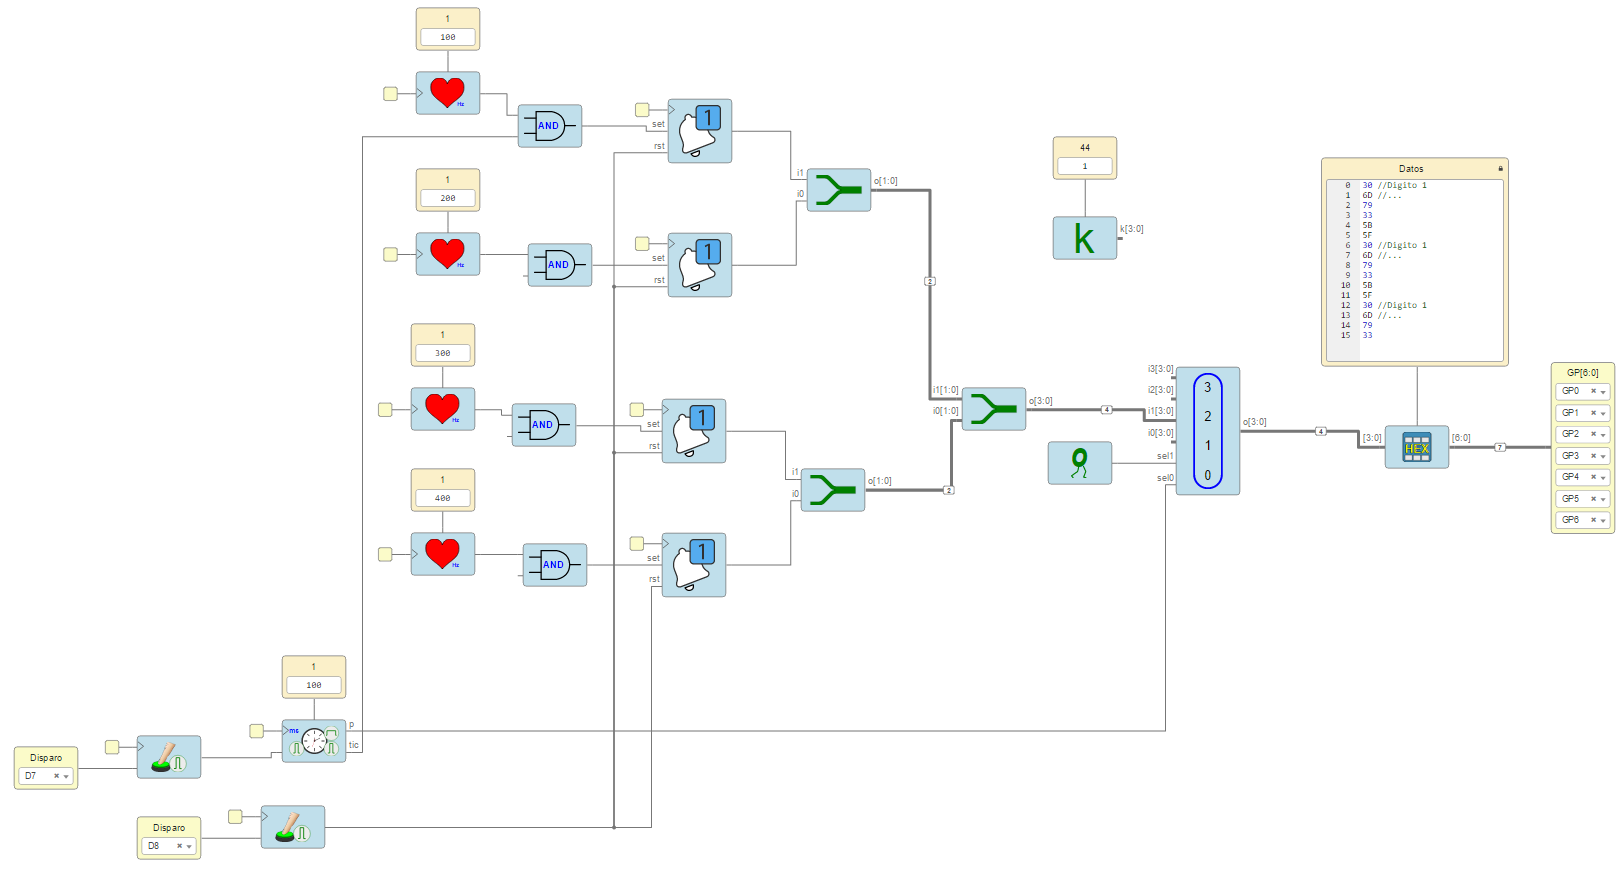 1
100
Hz
AND
1
set
rst
1
200
Hz
AND
1
set
rst
i1
i0
o[1:0]
2
44
1
k
k[3:0]
Datos
0 30 //Digito 1
1 6D //...
2 79
3 33
4 5B
5 5F
6 30 //Digito 1
7 6D //...
8 79
9 33
10 5B
11 5F
12 30 //Digito 1
13 6D //...
14 79
15 33
1
300
Hz
AND
1
set
rst
1
400
Hz
AND
1
set
rst
i1
i0
o[1:0]
2
i1[1:0]
i0[1:0]
o[3:0]
4
i3[3:0]
i2[3:0]
i1[3:0]
i0[3:0]
sel1
sel0
3
2
1
0
o[3:0]
4
[3:0]
HEX
[6:0]
7
GP[6:0]
GP0
GP1
GP2
GP3
GP4
GP5
GP6
0
1
100
ms
p
tic
Disparo
D7
Disparo
D8